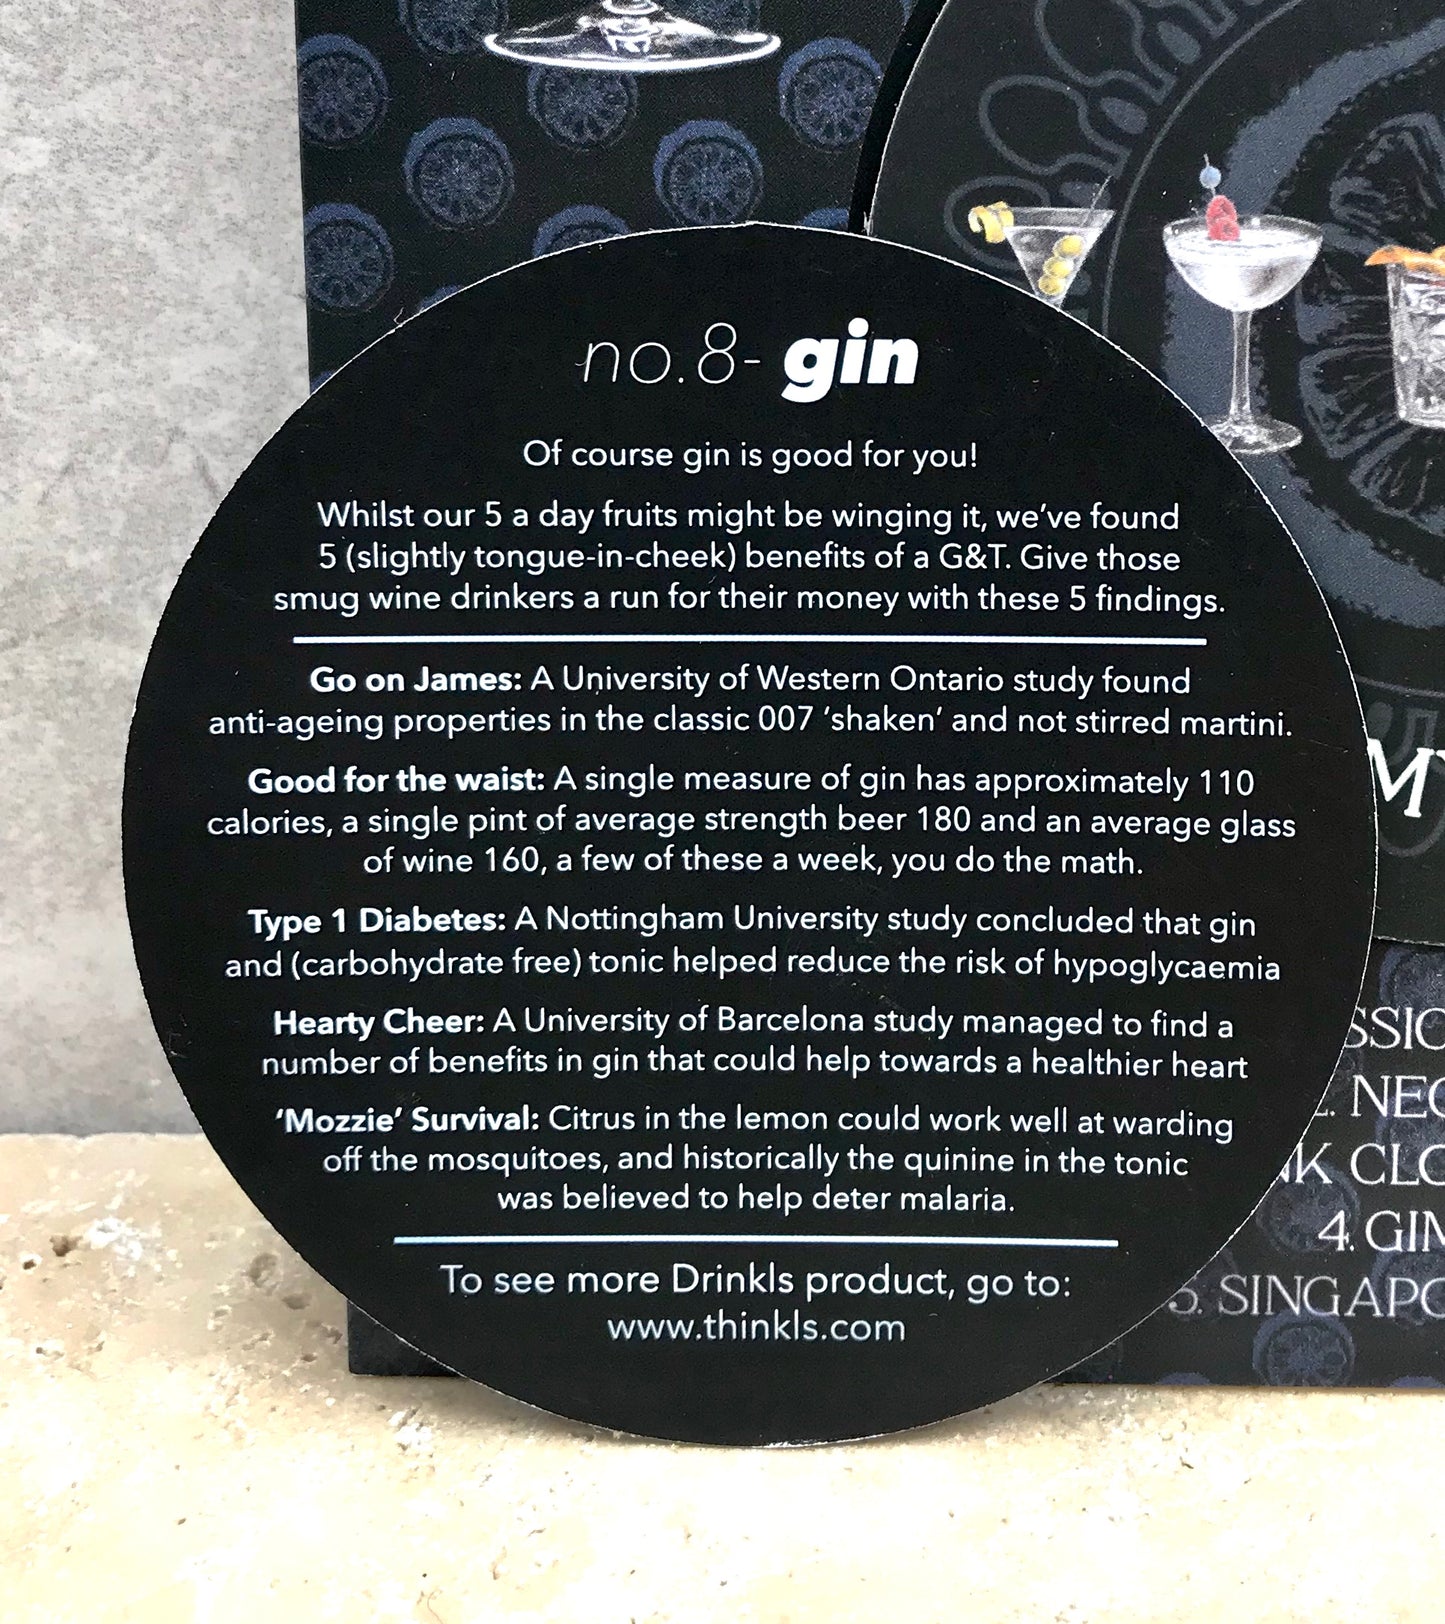 no.8- gin
Of course gin is good for you!
Whilst our 5 a day fruits might be winging it, we've found
5 (slightly tongue-in-cheek) benefits of a G&T. Give those
smug wine drinkers a run for their money with these 5 findings.
Go on James: A University of Western Ontario study found
anti-ageing properties in the classic 007 'shaken' and not stirred martini.
Good for the waist: A single measure of gin has approximately 110
calories, a single pint of average strength beer 180 and an average glass
of wine 160, a few of these a week, you do the math.
Type 1 Diabetes: A Nottingham University study concluded that gin
and (carbohydrate free) tonic helped reduce the risk of hypoglycaemia
Hearty Cheer: A University of Barcelona study managed to find a
number of benefits in gin that could help towards a healthier heart
'Mozzie' Survival: Citrus in the lemon could work well at warding
off the mosquitoes, and historically the quinine in the tonic
was believed to help deter malaria.
To see more Drinkls product, go to:
www.thinkls.com
MY
SSIO
2. NEG
NK CLO
4. GIM
5. SINGAPO